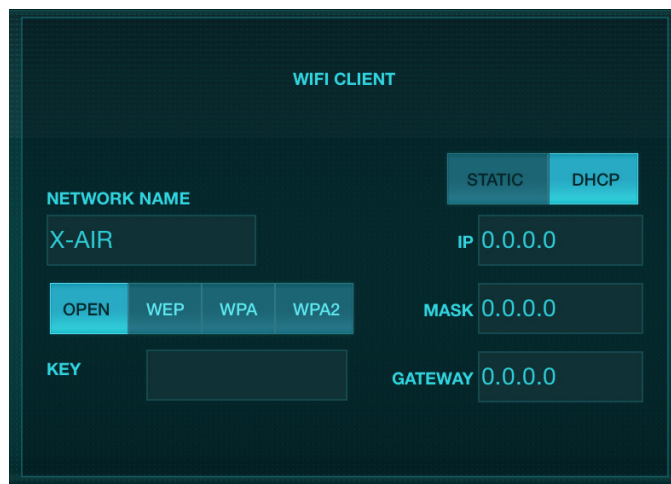 WIFI CLIENT
STATIC DHCP
NETWORK NAME
X-AIR
IP 0.0.0.0
OPEN WEP WPA WPA2
MASK 0.0.0.0
KEY
GATEWAY 0.0.0.0